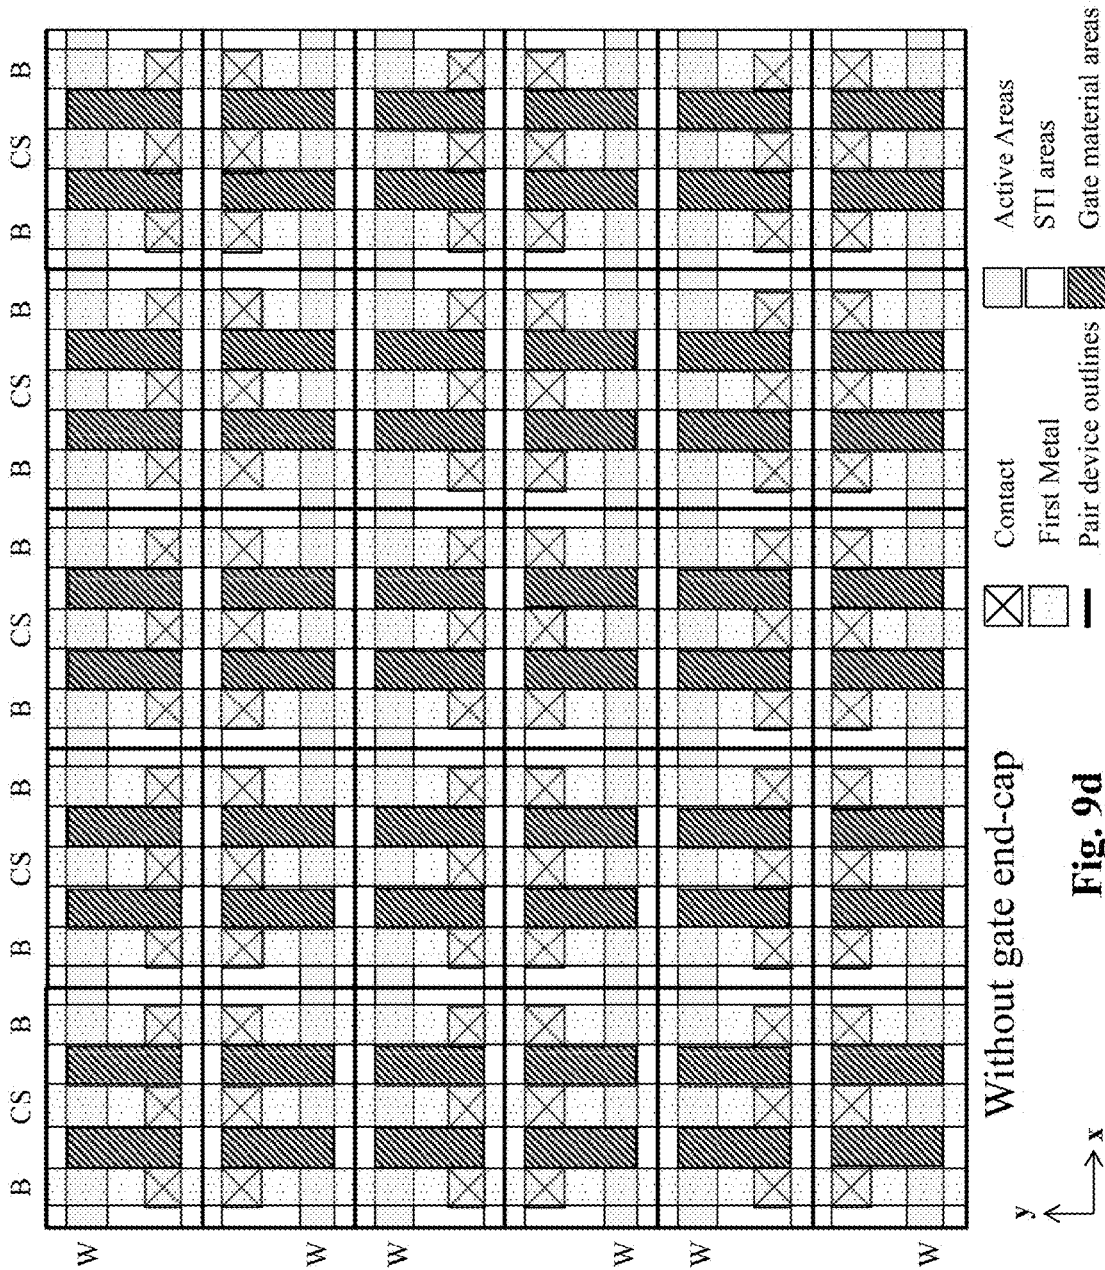 B CS B B CS B B CS B B CS B B CS B
W
W
W
W
W
W
Without gate end-cap
Contact
Active Areas
y
First Metal
STI areas
x
Fig. 9d
Pair device outlines
Gate material areas